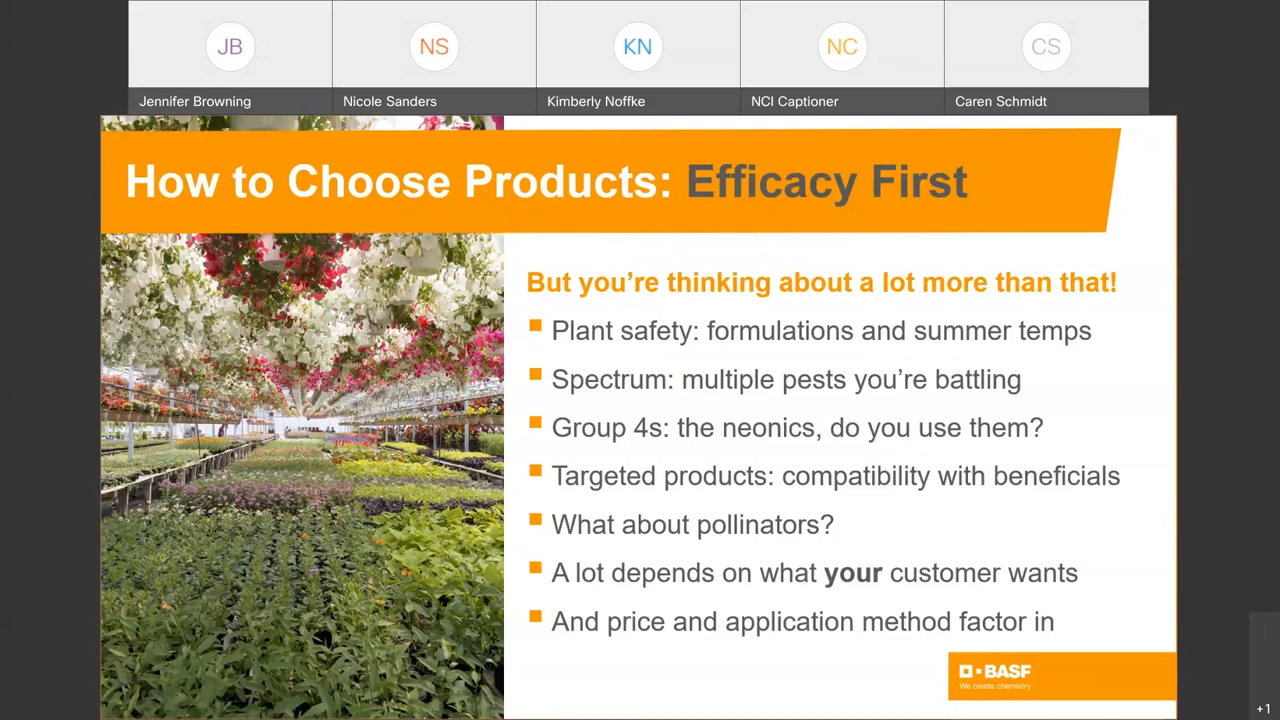 JB
NS
KN
NC
CS
Jennifer Browning
Nicole Sanders
Kimberly Noffke
NCI Captioner
Caren Schmidt
How to Choose Products: Efficacy First
But you’re thinking about a lot more than that!
Plant safety: formulations and summer temps
Spectrum: multiple pests you’re battling
Group 4s: the neonics, do you use them?
Targeted products: compatibility with beneficials
What about pollinators?
A lot depends on what your customer wants
And price and application method factor in
BASF
We create chemistry
+1